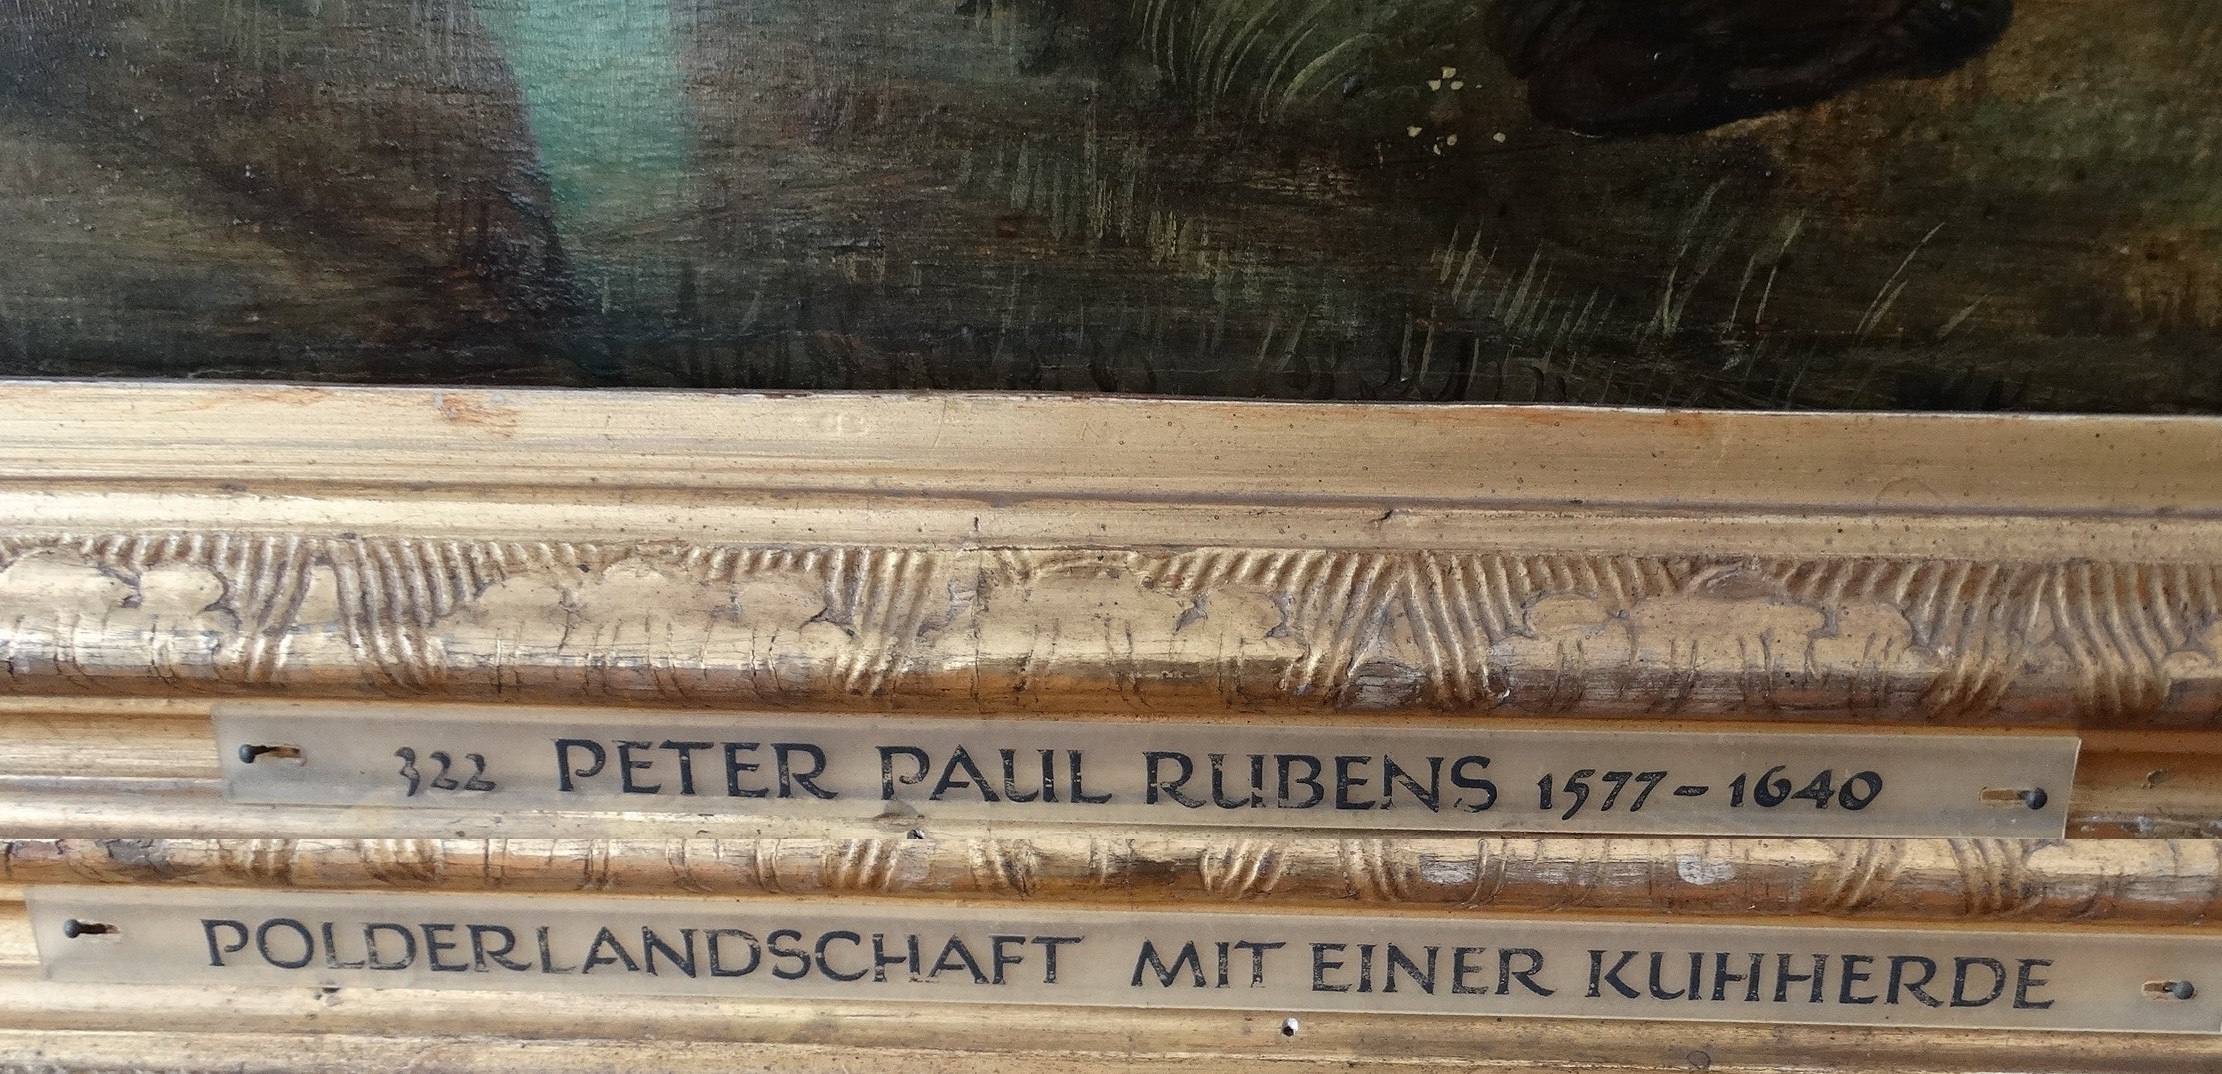 322 PETER PAUL RUBENS 1577-1640
POLDERLANDSCHAFT MIT EINER KUHHERDE